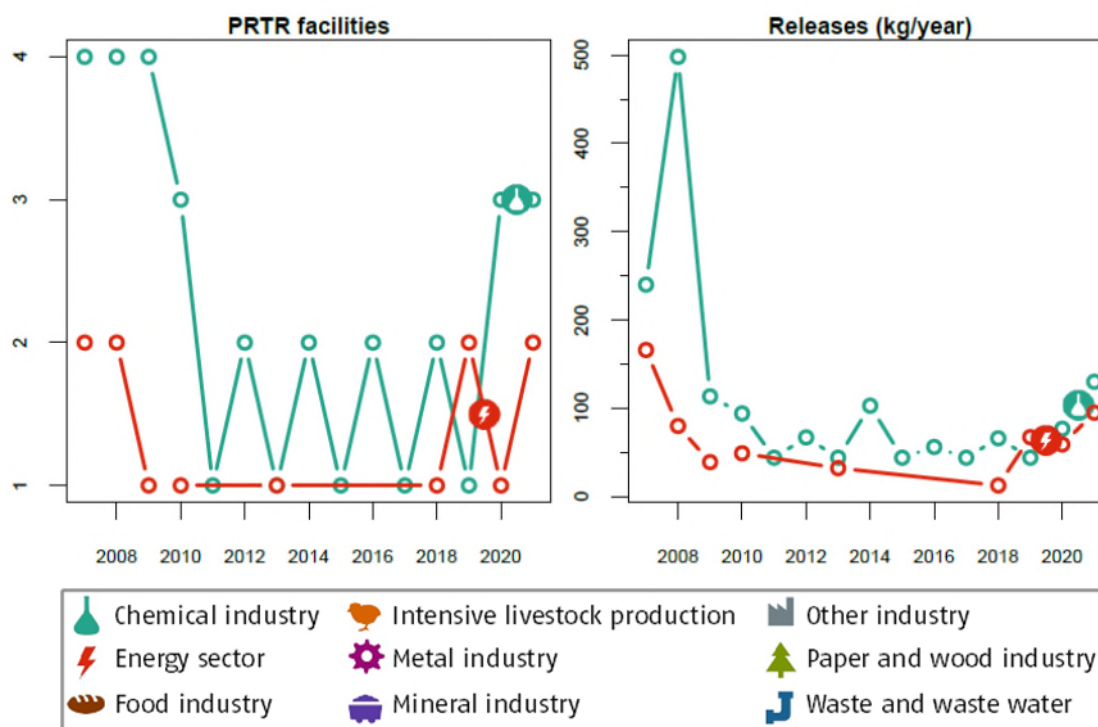 PRTR facilities
4
3
2
1
2008 2010 2012 2014 2016 2018 2020
Releases (kg/year)
500
400
300
200
100
0
2008 2010 2012 2014 2016 2018 2020
Chemical industry Intensive livestock production Other industry
Energy sector Metal industry Paper and wood industry
Food industry Mineral industry Waste and waste water